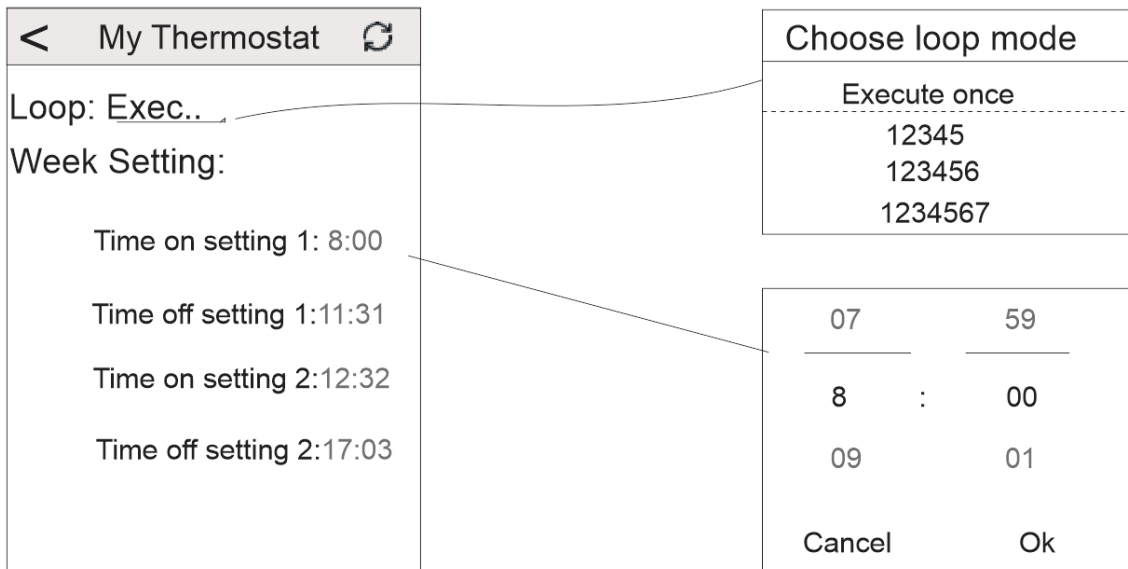 < My Thermostat
Loop: Exec..
Week Setting:
Time on setting 1: 8:00
Time off setting 1:11:31
Time on setting 2:12:32
Time off setting 2:17:03
Choose loop mode
Execute once
12345
123456
1234567
07 59
8 : 00
09 01
Cancel Ok